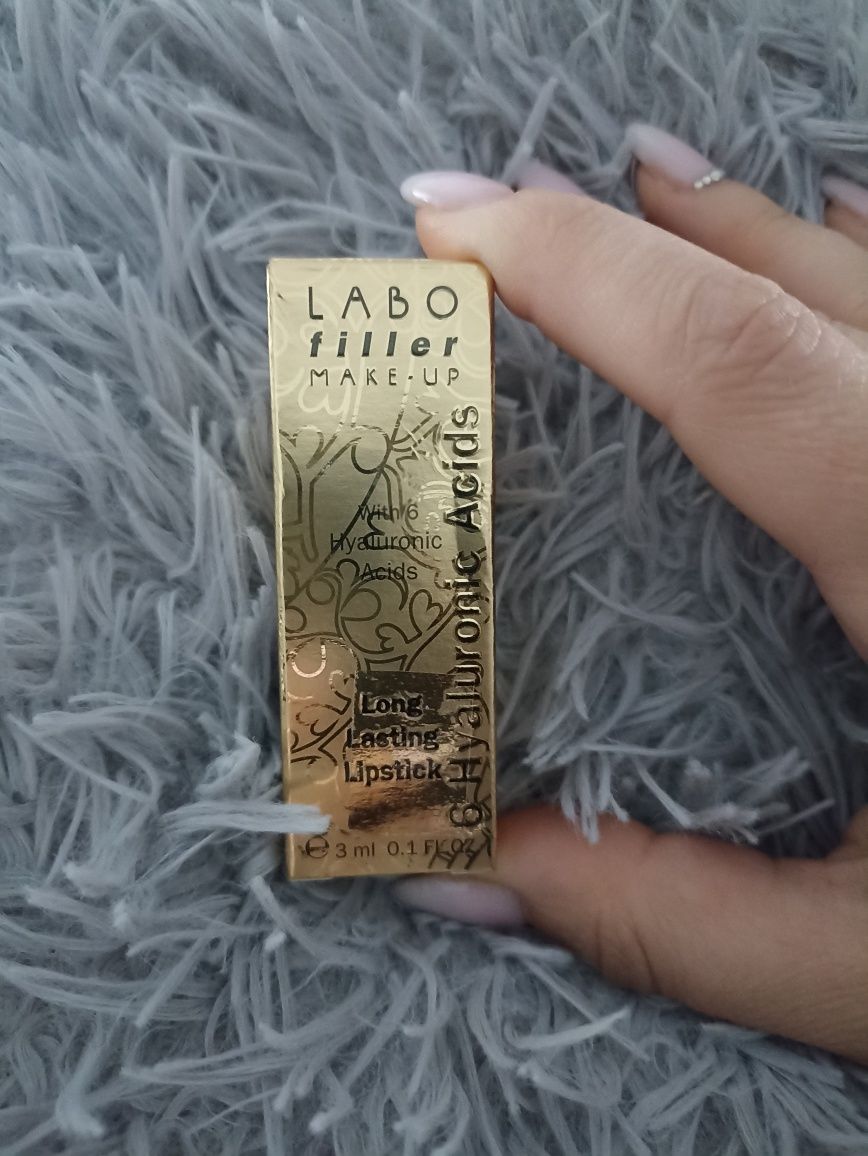 LABO
filler
MAKE-UP
With 6
Hyaluronic
Acids
6 Hyaluronic Acids
Long
Lasting
Lipstick
℮ 3 ml 0.1 Fl. OZ